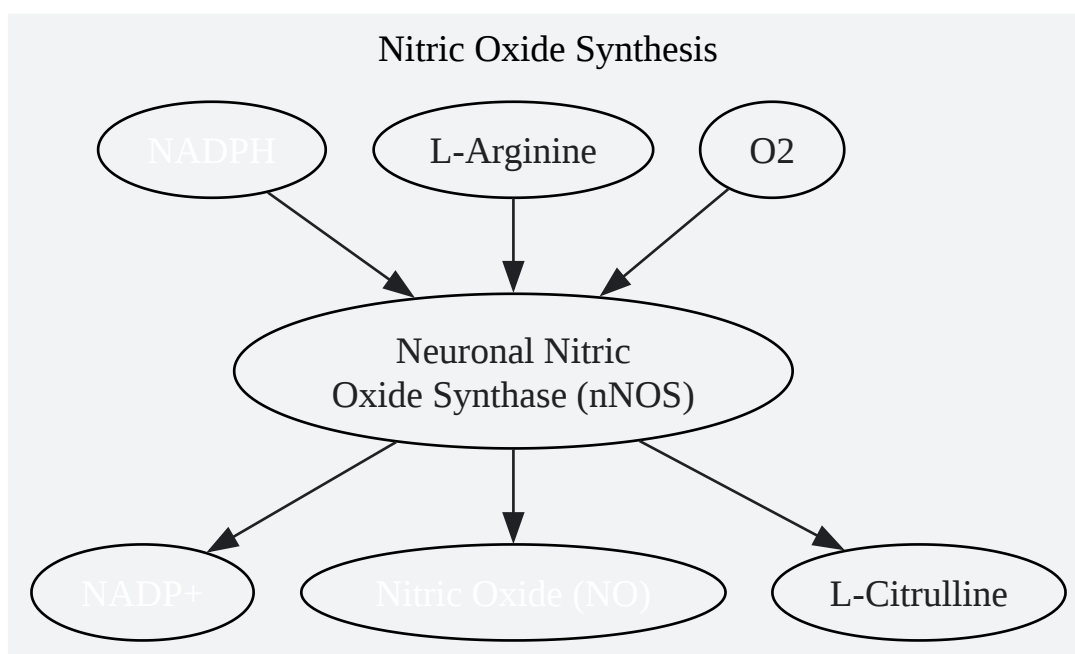 Nitric Oxide Synthesis
NADPH
L-Arginine
O2
Neuronal Nitric
Oxide Synthase (nNOS)
NADP+
Nitric Oxide (NO)
L-Citrulline